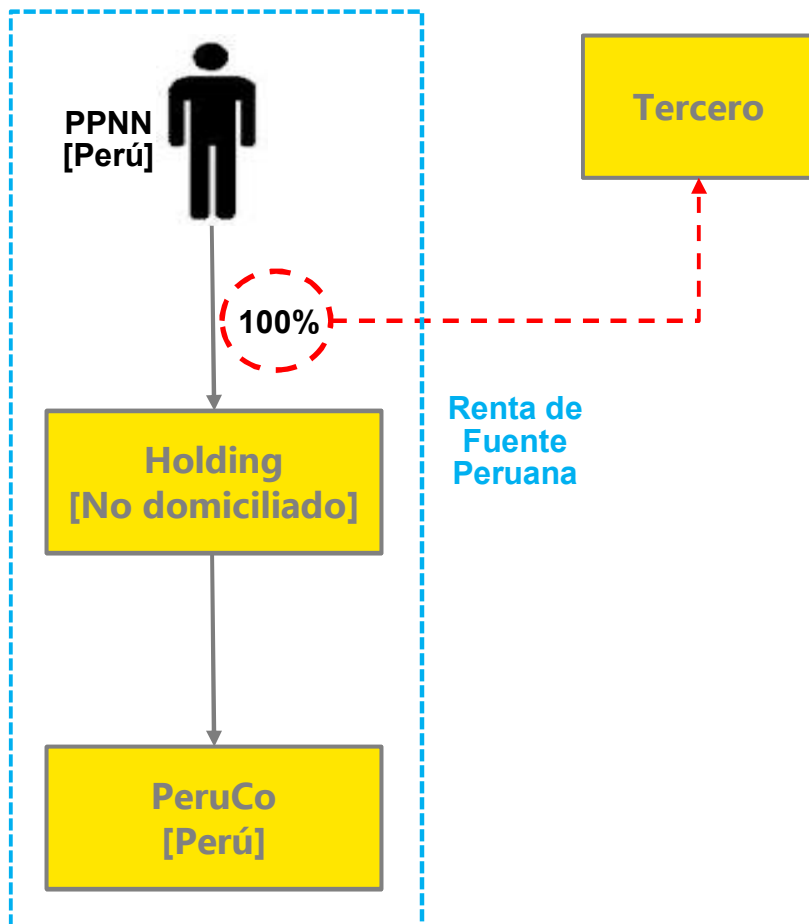 PPNN
[Perú]
Tercero
100%
Renta de
Fuente
Peruana
Holding
[No domiciliado]
PeruCo
[Perú]